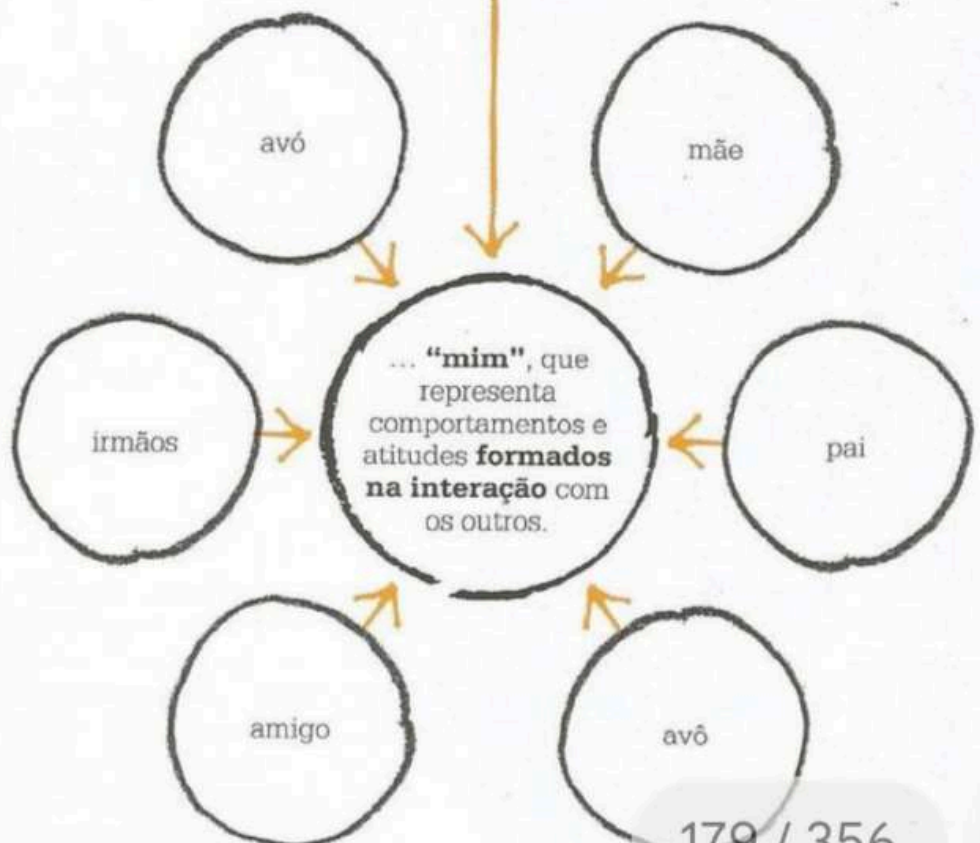 avó
mãe
... “mim”, que
representa
comportamentos e
atitudes formados
na interação com
os outros.
irmãos
pai
amigo
avô
179 / 356